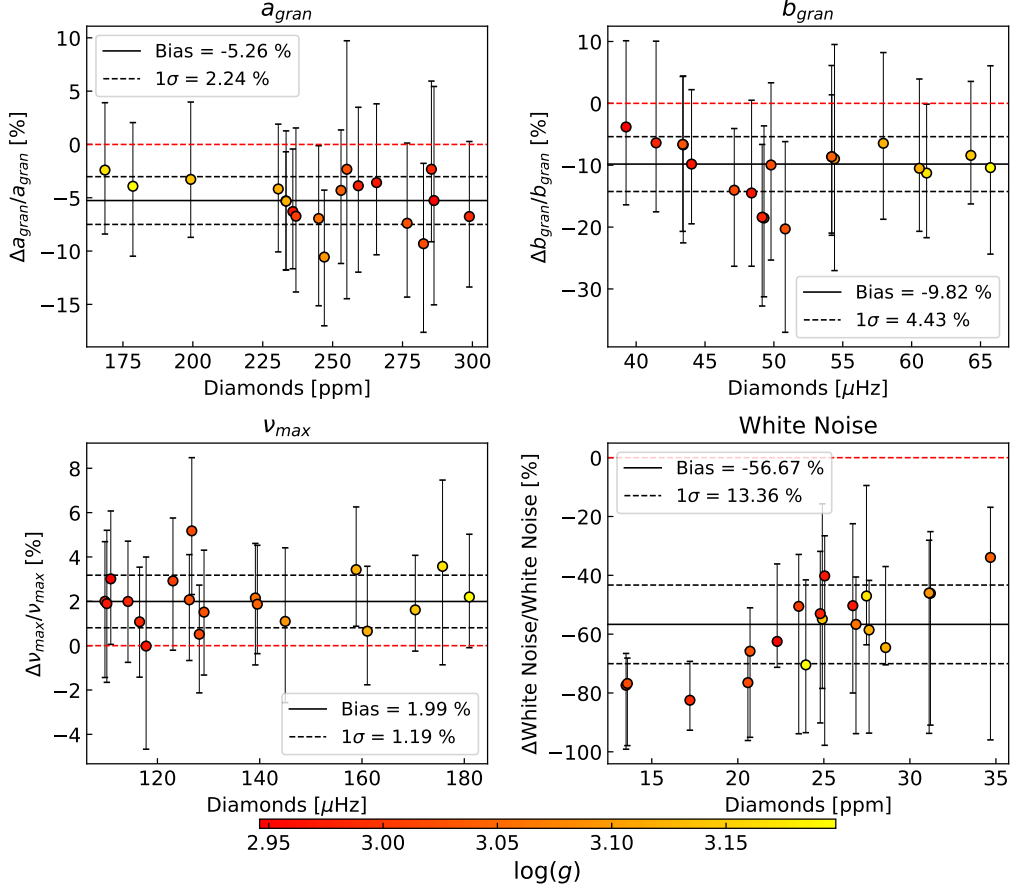 a_gran
b_gran
Δa_gran/a_gran [%]
10
5
0
−5
−10
−15
Bias = -5.26 %
1σ = 2.24 %
175
200
225
250
275
300
Diamonds [ppm]
Δb_gran/b_gran [%]
10
0
−10
−20
−30
Bias = -9.82 %
1σ = 4.43 %
40
45
50
55
60
65
Diamonds [μHz]
ν_max
Δν_max/ν_max [%]
8
6
4
2
0
−2
−4
Bias = 1.99 %
1σ = 1.19 %
120
140
160
180
Diamonds [μHz]
White Noise
ΔWhite Noise/White Noise [%]
0
−20
−40
−60
−80
−100
Bias = -56.67 %
1σ = 13.36 %
15
20
25
30
35
Diamonds [ppm]
2.95
3.00
3.05
3.10
3.15
log(g)